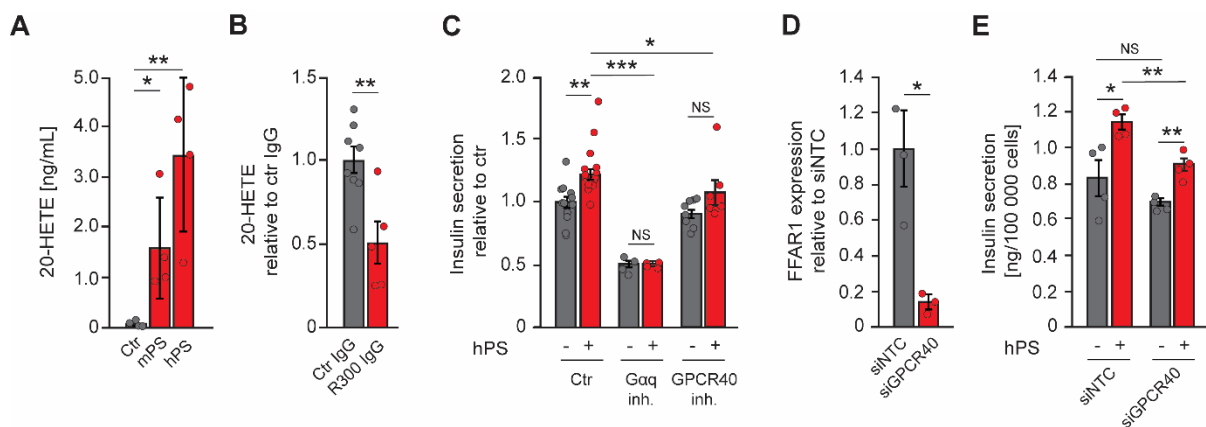 A
20-HETE [ng/mL]
5.0
4.0
3.0
2.0
1.0
0
**
*
Ctr
mPS
hPS
B
20-HETE
relative to ctr IgG
1.5
1.0
0.5
0
**
Ctr IgG
R300 IgG
C
Insulin secretion
relative to ctr
2.0
1.5
1.0
0.5
0
*
***
**
NS
NS
hPS
- + - + - +
Ctr
Gαq
inh.
GPCR40
inh.
D
FFAR1 expression
relative to siNTC
1.4
1.2
1.0
0.8
0.6
0.4
0.2
0
*
siNTC
siGPCR40
E
Insulin secretion
[ng/100 000 cells]
1.4
1.2
1.0
0.8
0.6
0.4
0.2
0
NS
**
*
**
hPS
- + - +
siNTC
siGPCR40